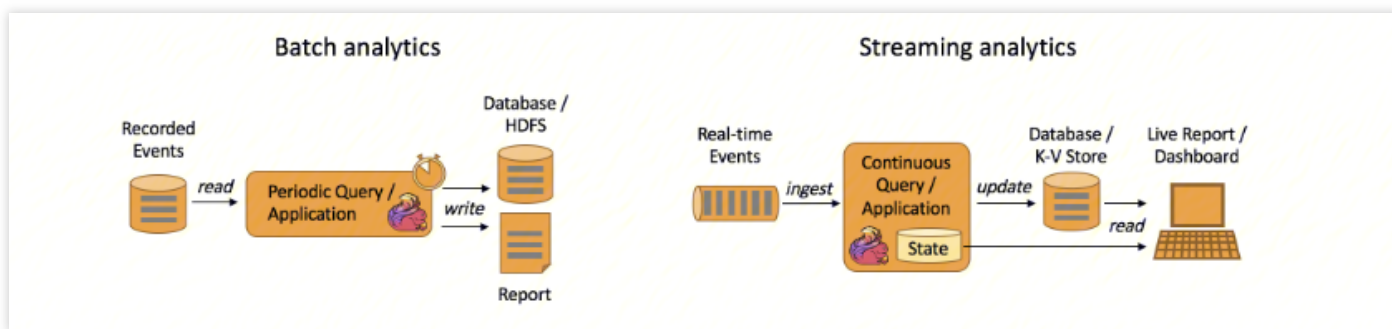 Batch analytics
Recorded
Events
read
Periodic Query /
Application
write
Database /
HDFS
Report
Streaming analytics
Real-time
Events
ingest
Continuous
Query /
Application
State
update
Database /
K-V Store
read
Live Report /
Dashboard